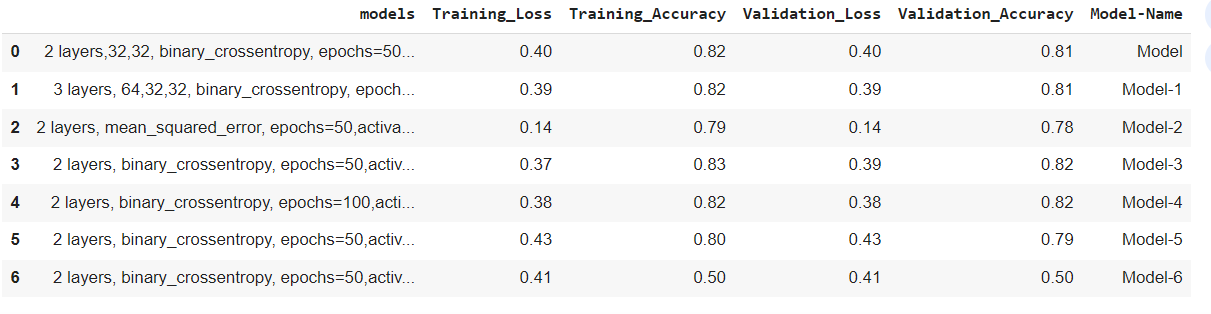 models Training_Loss Training_Accuracy Validation_Loss Validation_Accuracy Model-Name
0 2 layers,32,32, binary_crossentropy, epochs=50... 0.40 0.82 0.40 0.81 Model
1 3 layers, 64,32,32, binary_crossentropy, epoch... 0.39 0.82 0.39 0.81 Model-1
2 2 layers, mean_squared_error, epochs=50,activa... 0.14 0.79 0.14 0.78 Model-2
3 2 layers, binary_crossentropy, epochs=50,activ... 0.37 0.83 0.39 0.82 Model-3
4 2 layers, binary_crossentropy, epochs=100,acti... 0.38 0.82 0.38 0.82 Model-4
5 2 layers, binary_crossentropy, epochs=50,activ... 0.43 0.80 0.43 0.79 Model-5
6 2 layers, binary_crossentropy, epochs=50,activ... 0.41 0.50 0.41 0.50 Model-6